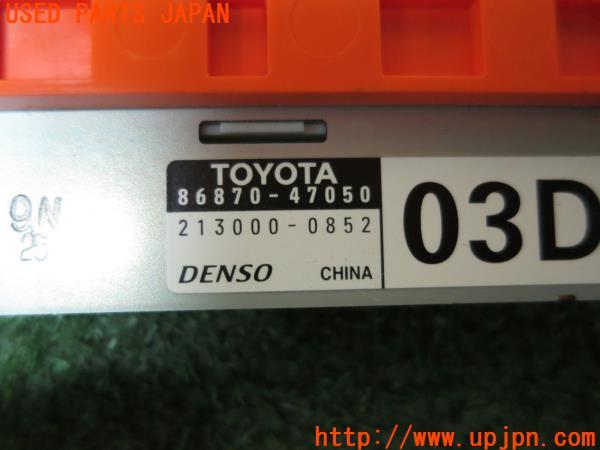 USED PARTS JAPAN
TOYOTA
86870-47050
213000-0852
DENSO CHINA
03D
9N
25
http://www.upjpn.com